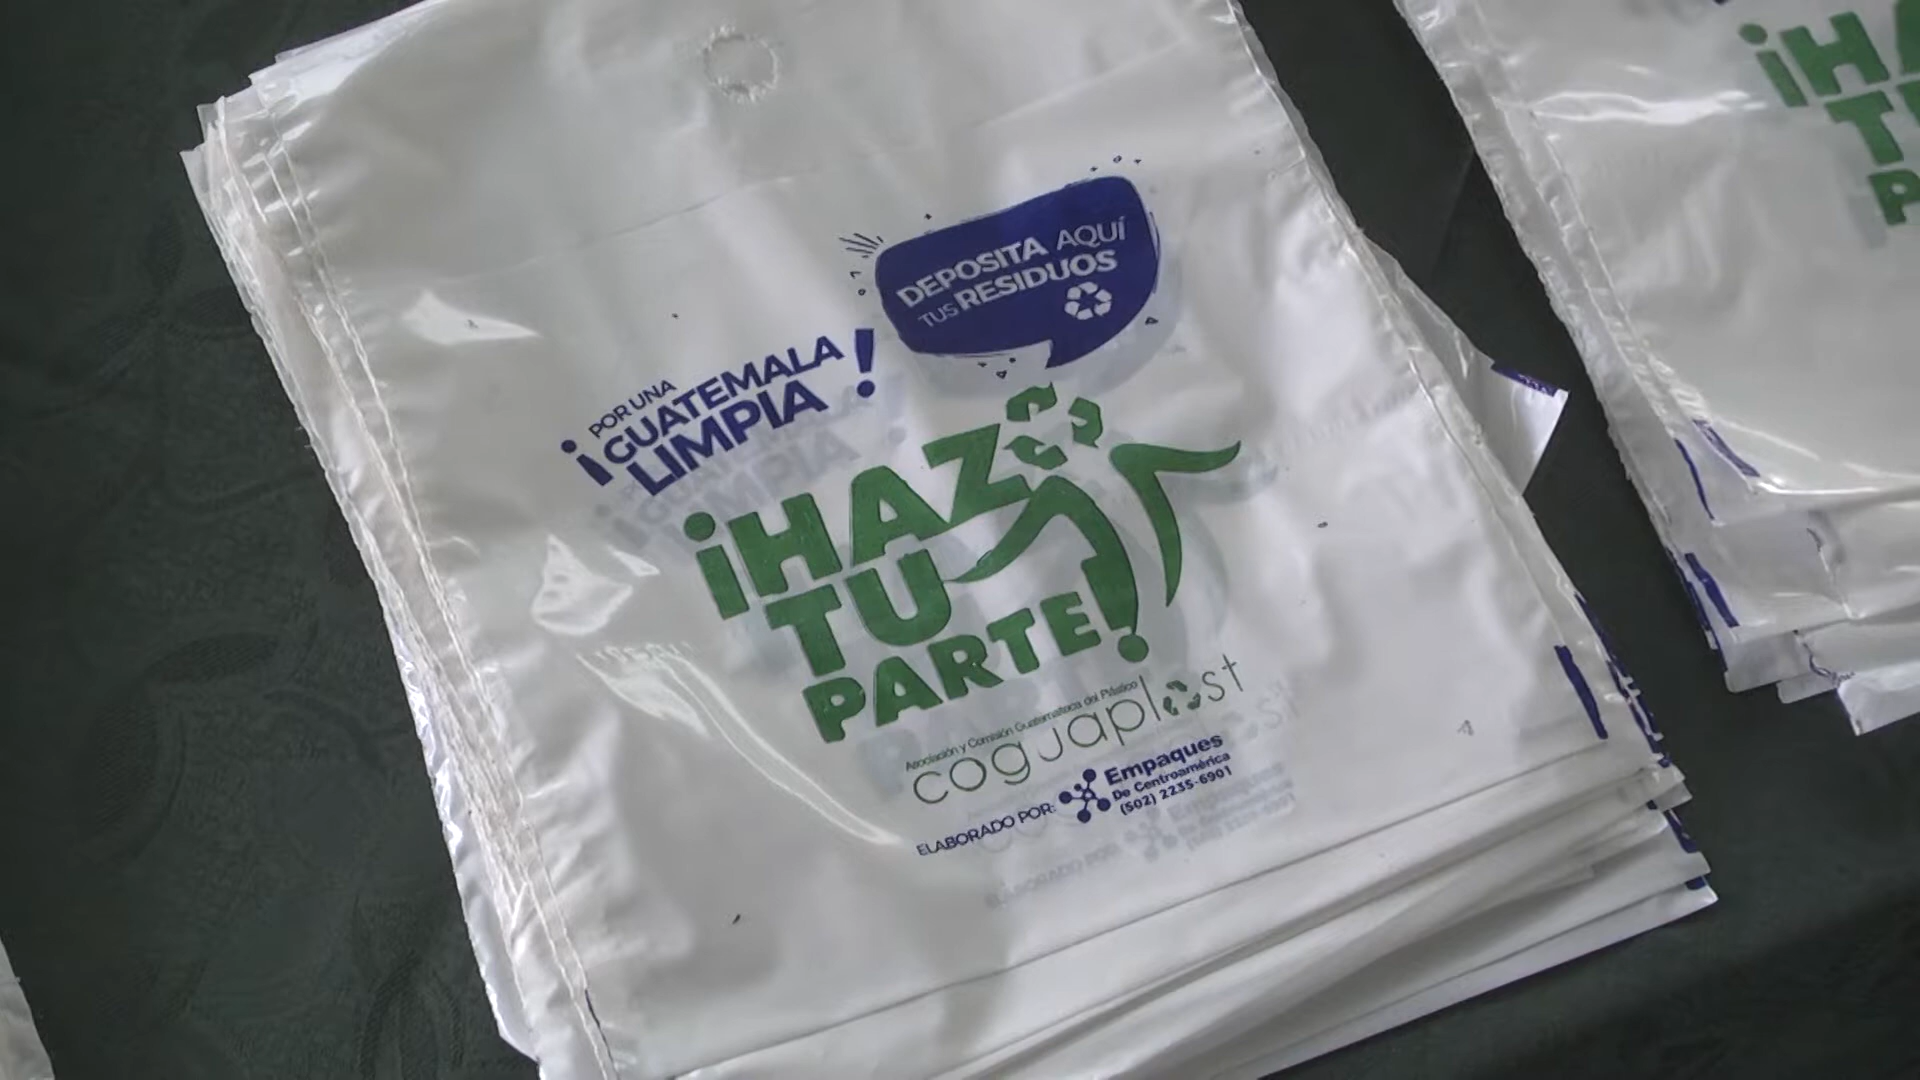 DEPOSITA AQUÍ
TUS RESIDUOS
POR UNA
¡GUATEMALA
LIMPIA!
¡HAZ
TU
PARTE!
Asociación y Comisión Guatemalteca del Plástico
coguaplast
ELABORADO POR:
Empaques
De Centroamérica
(502) 2235-6901
¡HA
T
P